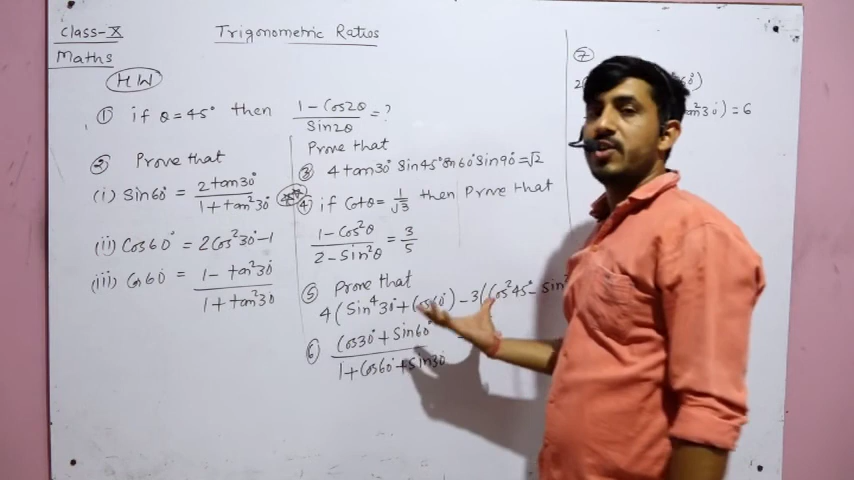 Class-X
Maths
Trigonometric Ratios
HW
① if θ = 45° then (1 - Cos2θ)/(Sin2θ) = ?
② Prove that
(i) Sin60° = (2tan30°)/(1 + tan²30°)
(ii) Cos60° = 2Cos²30° - 1
(iii) Cos60° = (1 - tan²30°)/(1 + tan²30°)
Prove that
③ 4 tan30° Sin45° Sin60° Sin90° = √2
④ if Cotθ = 1/√3 then Prove that
(1 - Cos²θ)/(2 - Sin²θ) = 3/5
⑤ Prove that
4(Sin⁴30° + Cos60°) - 3(Cos²45° - Sin²
⑥ (Cos30° + Sin60°)/(1 + Cos60° + Sin30°)
⑦
2( 60°)
tan²30°) = 6